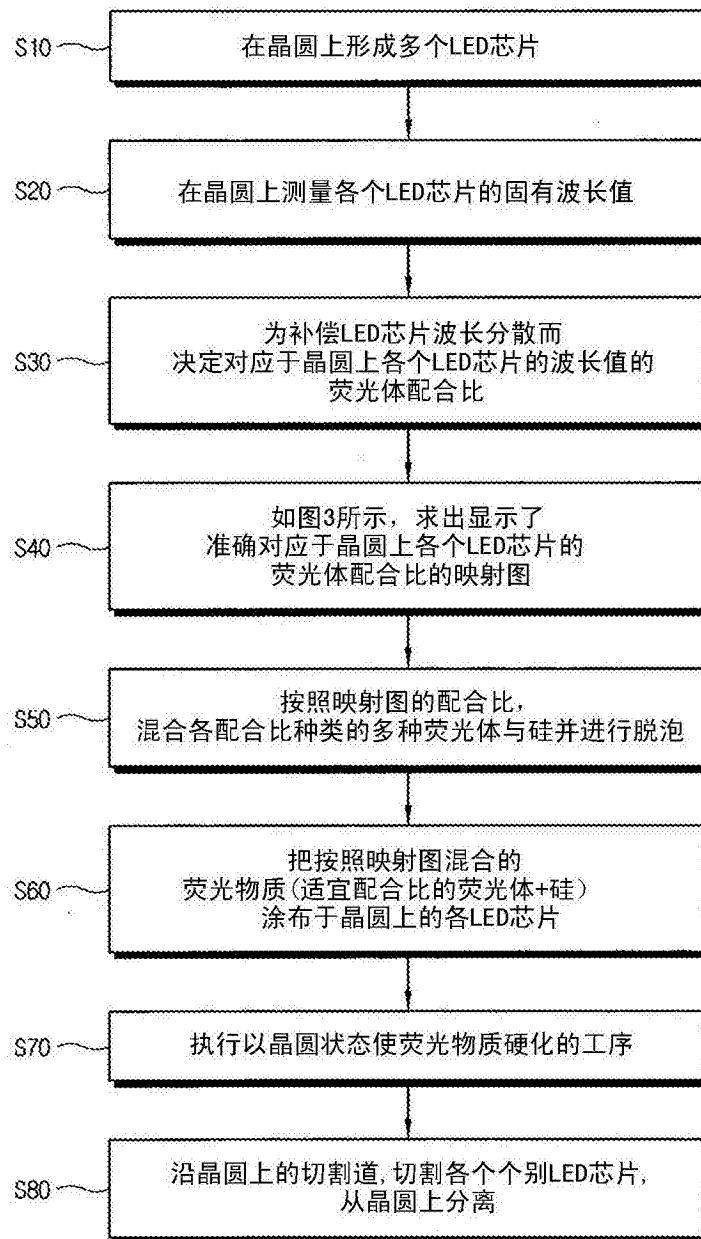 S10 在晶圆上形成多个LED芯片
S20 在晶圆上测量各个LED芯片的固有波长值
为补偿LED芯片波长分散而
S30 决定对应于晶圆上各个LED芯片的波长值的
荧光体配合比
如图3所示，求出显示了
S40 准确对应于晶圆上各个LED芯片的
荧光体配合比的映射图
按照映射图的配合比，
S50 混合各配合比种类的多种荧光体与硅并进行脱泡
把按照映射图混合的
S60 荧光物质(适宜配合比的荧光体+硅)
涂布于晶圆上的各LED芯片
S70 执行以晶圆状态使荧光物质硬化的工序
S80 沿晶圆上的切割道,切割各个个别LED芯片,
从晶圆上分离